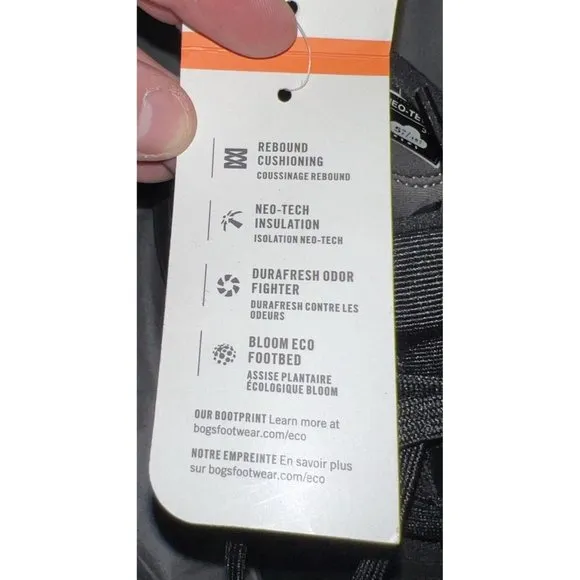 REBOUND
CUSHIONING
COUSSINAGE REBOUND
NEO-TECH
INSULATION
ISOLATION NEO-TECH
DURAFRESH ODOR
FIGHTER
DURAFRESH CONTRE LES
ODEURS
BLOOM ECO
FOOTBED
ASSISE PLANTAIRE
ÉCOLOGIQUE BLOOM
OUR BOOTPRINT Learn more at
bogsfootwear.com/eco
NOTRE EMPREINTE En savoir plus
sur bogsfootwear.com/eco